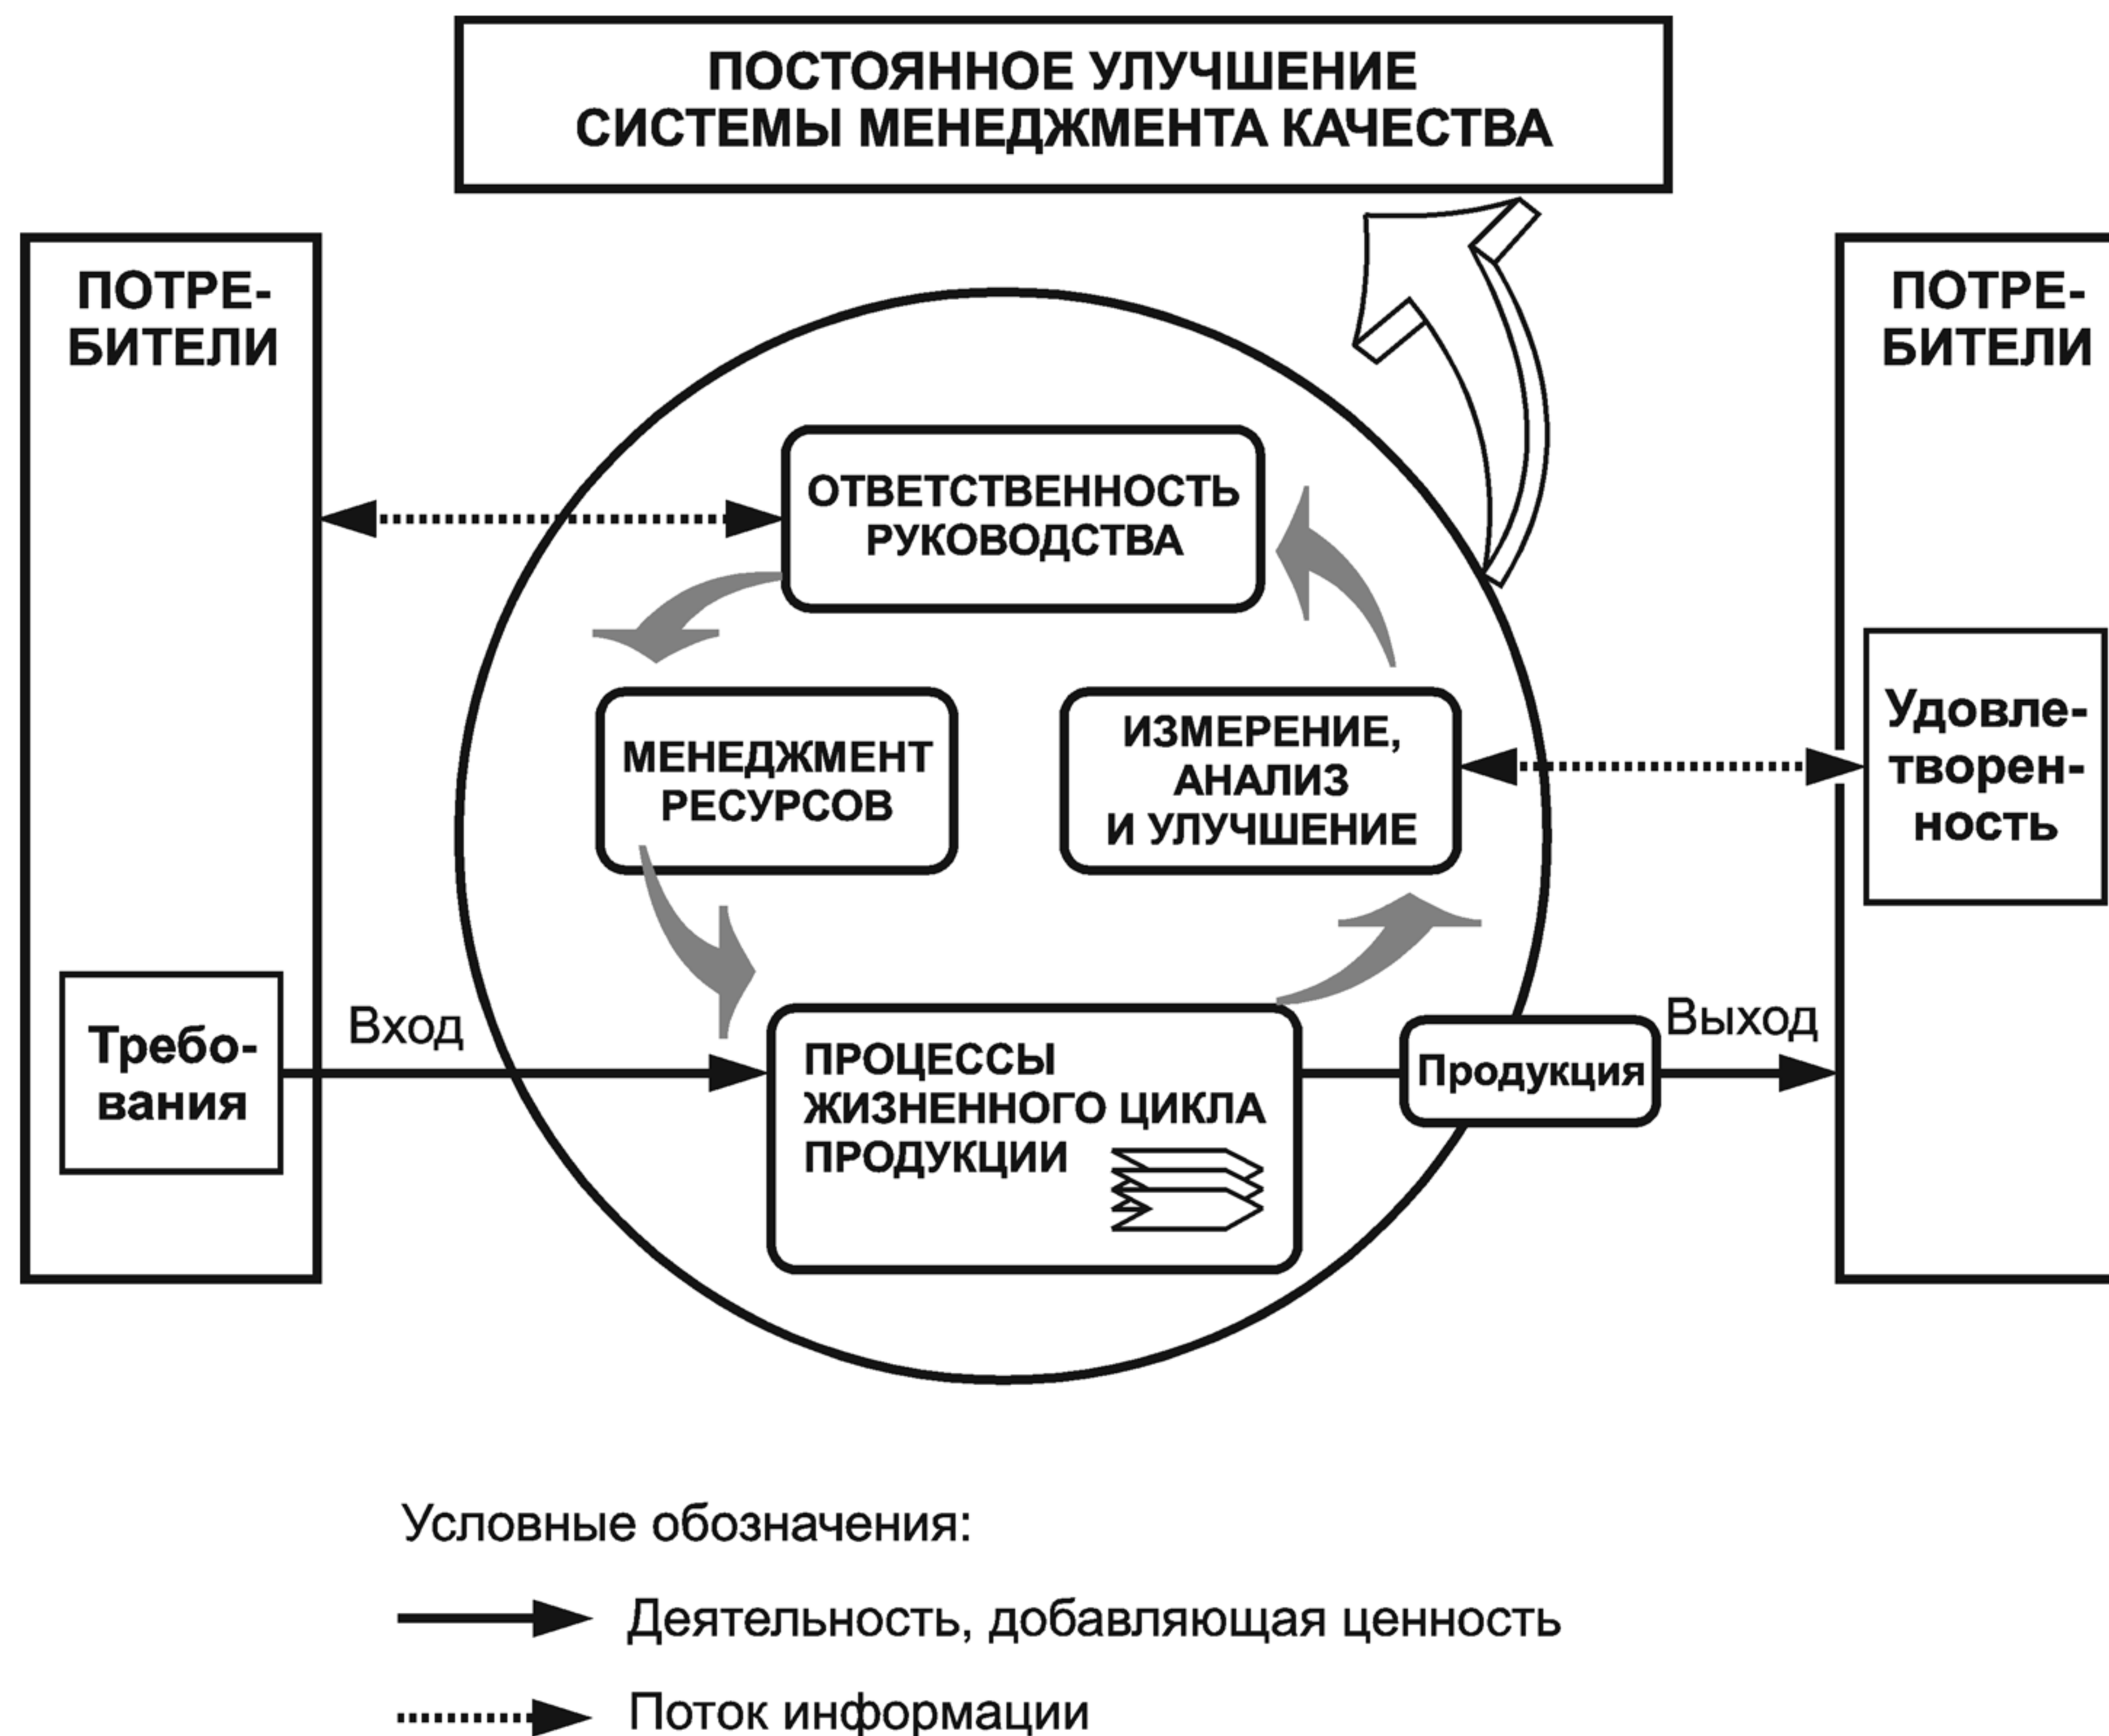 ПОСТОЯННОЕ УЛУЧШЕНИЕ
СИСТЕМЫ МЕНЕДЖМЕНТА КАЧЕСТВА
ПОТРЕ-
БИТЕЛИ
ПОТРЕ-
БИТЕЛИ
ОТВЕТСТВЕННОСТЬ
РУКОВОДСТВА
МЕНЕДЖМЕНТ
РЕСУРСОВ
ИЗМЕРЕНИЕ,
АНАЛИЗ
И УЛУЧШЕНИЕ
Удовле-
творен-
ность
Требо-
вания
Вход
ПРОЦЕССЫ
ЖИЗНЕННОГО ЦИКЛА
ПРОДУКЦИИ
Продукция
Выход
Условные обозначения:
Деятельность, добавляющая ценность
Поток информации